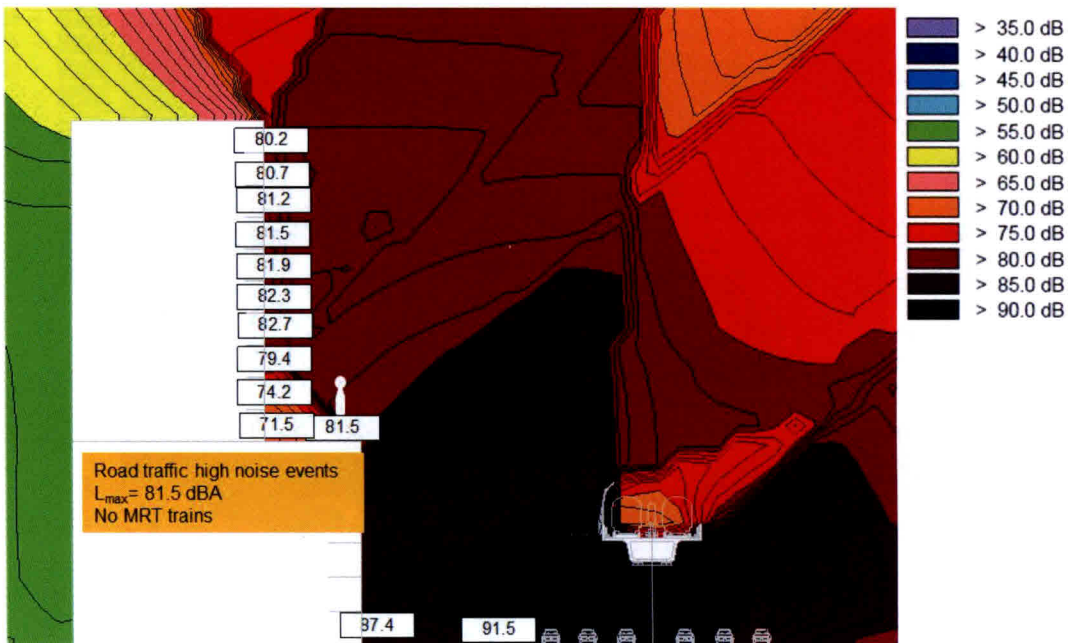 > 35.0 dB
> 40.0 dB
> 45.0 dB
> 50.0 dB
> 55.0 dB
> 60.0 dB
> 65.0 dB
> 70.0 dB
> 75.0 dB
> 80.0 dB
> 85.0 dB
> 90.0 dB
80.2
80.7
81.2
81.5
81.9
82.3
82.7
79.4
74.2
71.5 81.5
Road traffic high noise events
Lmax= 81.5 dBA
No MRT trains
87.4 91.5